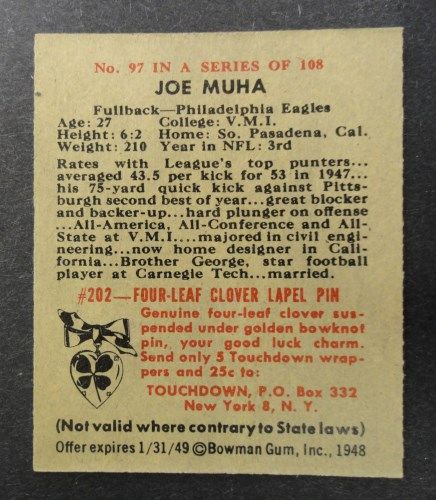 No. 97 IN A SERIES OF 108
JOE MUHA
Fullback—Philadelphia Eagles
Age: 27 College: V.M.I.
Height: 6:2 Home: So. Pasadena, Cal.
Weight: 210 Year in NFL: 3rd
Rates with League's top punters...
averaged 43.5 per kick for 53 in 1947...
his 75-yard quick kick against Pitts-
burgh second best of year...great blocker
and backer-up...hard plunger on offense
...All-America, All-Conference and All-
State at V.M.I....majored in civil engi-
neering...now home designer in Cali-
fornia...Brother George, star football
player at Carnegie Tech...married.
#202—FOUR-LEAF CLOVER LAPEL PIN
Genuine four-leaf clover sus-
pended under golden bowknot
pin, your good luck charm.
Send only 5 Touchdown wrap-
pers and 25c to:
TOUCHDOWN, P.O. Box 332
New York 8, N. Y.
(Not valid where contrary to State laws)
Offer expires 1/31/49 ©Bowman Gum, Inc., 1948